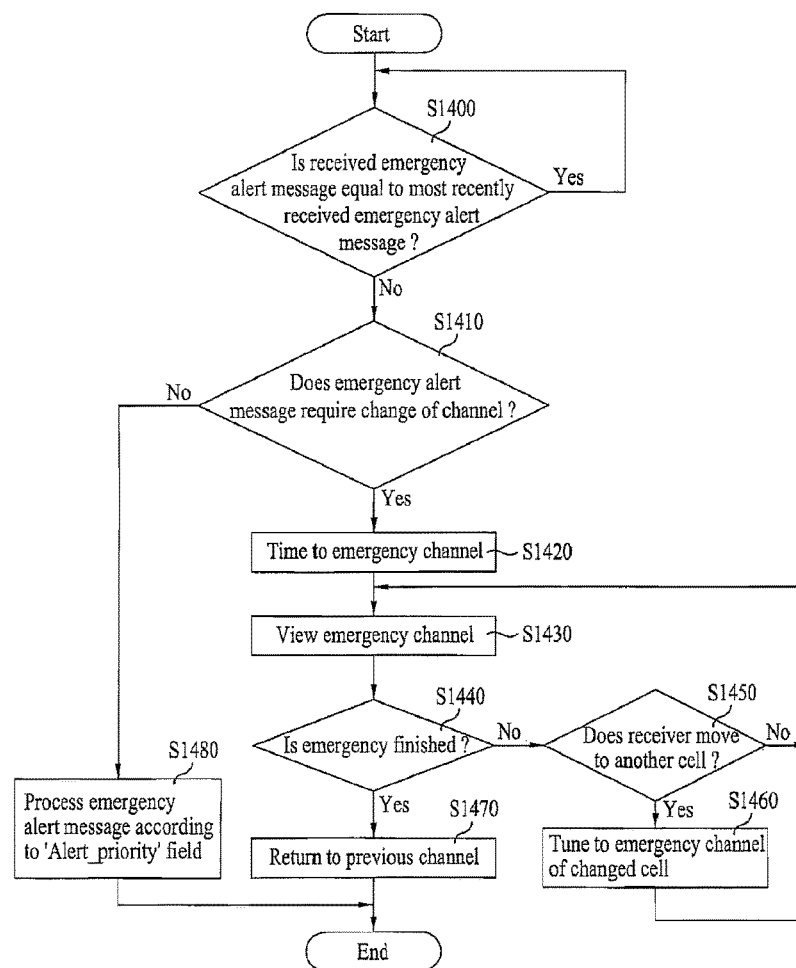 Start
S1400
Is received emergency
alert message equal to most recently
received emergency alert
message ?
Yes
No
S1410
Does emergency alert
message require change of channel ?
No
Yes
Time to emergency channel
S1420
View emergency channel
S1430
S1440
Is emergency finished ?
No
Yes
S1450
Does receiver move
to another cell ?
No
Yes
S1460
Tune to emergency channel
of changed cell
S1470
Return to previous channel
S1480
Process emergency
alert message according
to 'Alert_priority' field
End